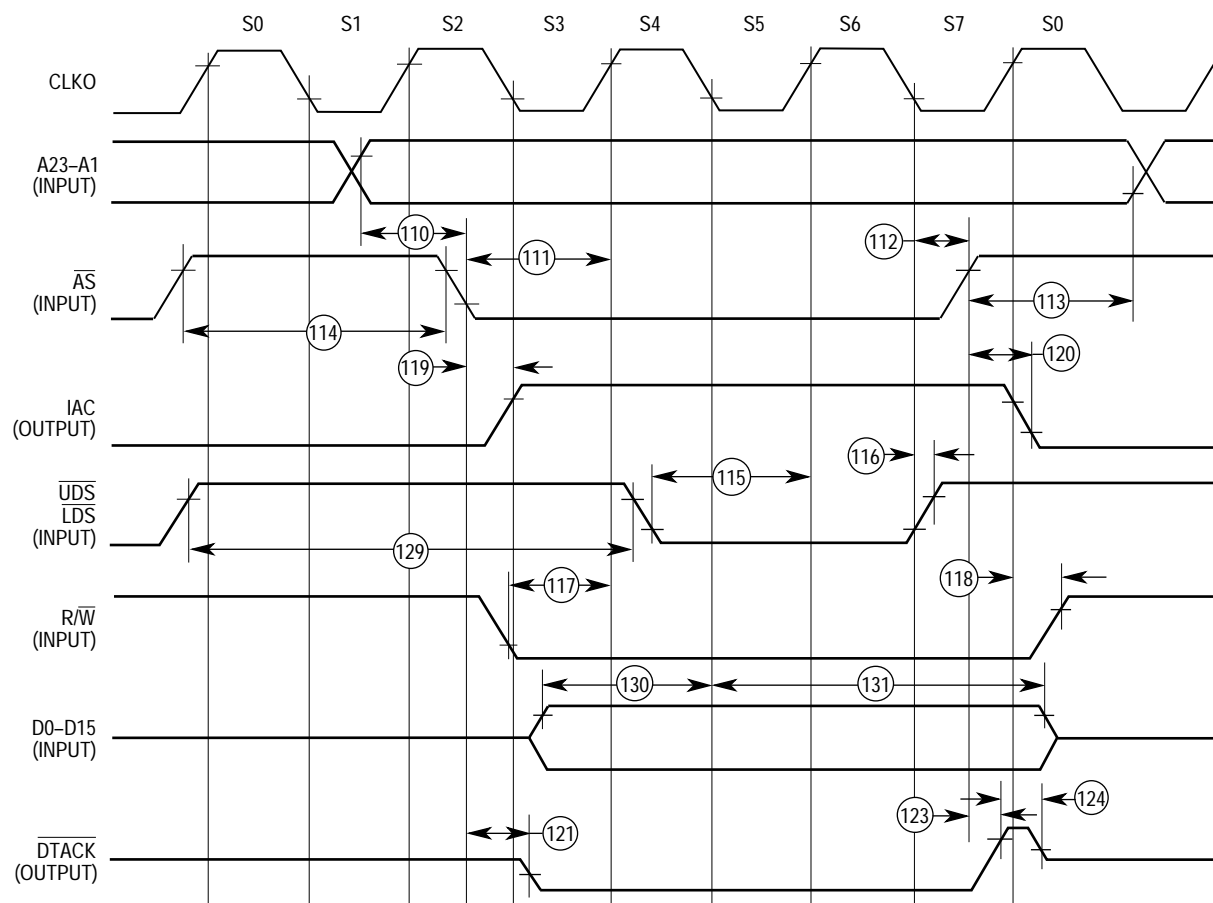 S0 S1 S2 S3 S4 S5 S6 S7 S0
CLKO
A23–A1
(INPUT)
110
111
112
AS
(INPUT)
113
114
119
120
IAC
(OUTPUT)
116
115
UDS
LDS
(INPUT)
129
117
118
R/W
(INPUT)
130
131
D0–D15
(INPUT)
124
123
121
DTACK
(OUTPUT)